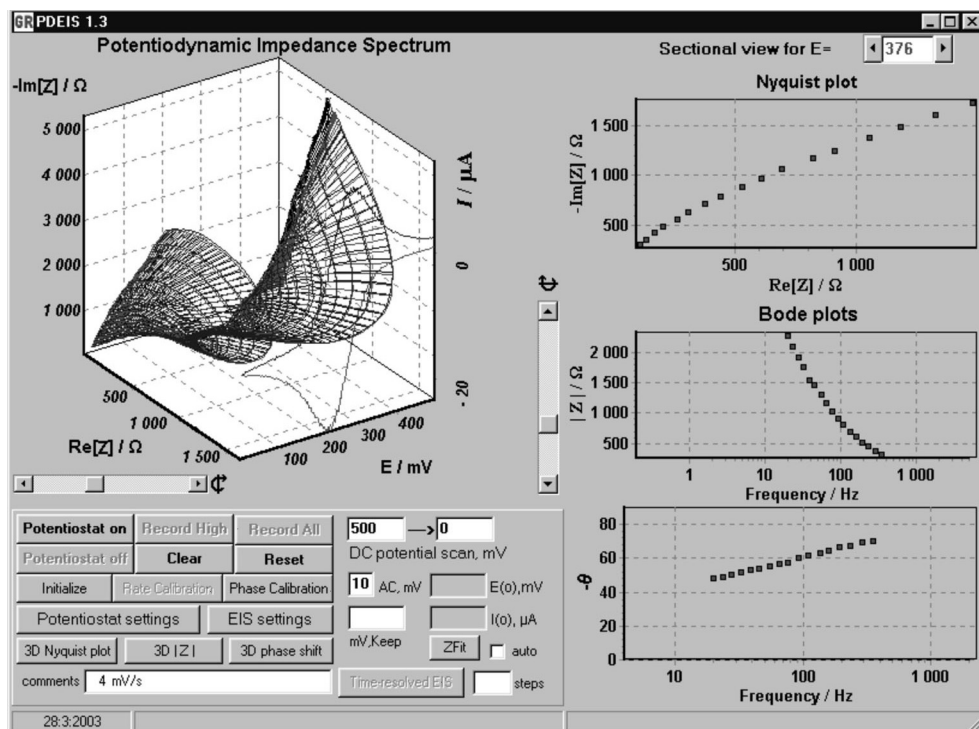 GR PDEIS 1.3
Potentiodynamic Impedance Spectrum
-Im[Z] / Ω
5 000
4 000
3 000
2 000
1 000
500
1 000
1 500
Re[Z] / Ω
100
200
300
400
E / mV
I / µA
0
- 20
Sectional view for E= 376
Nyquist plot
-Im[Z] / Ω
1 500
1 000
500
500 1 000
Re[Z] / Ω
Bode plots
|Z| / Ω
2 000
1 500
1 000
500
1 10 100 1 000
Frequency / Hz
-θ
80
60
40
20
0
10 100 1 000
Frequency / Hz
Potentiostat on Record High Record All
Potentiostat off Clear Reset
Initialize Rate Calibration Phase Calibration
Potentiostat settings EIS settings
3D Nyquist plot 3D |Z| 3D phase shift
comments 4 mV/s
500 —> 0
DC potential scan, mV
10 AC, mV E(o),mV
I(o), µA
mV,Keep ZFit auto
Time-resolved EIS steps
28:3:2003